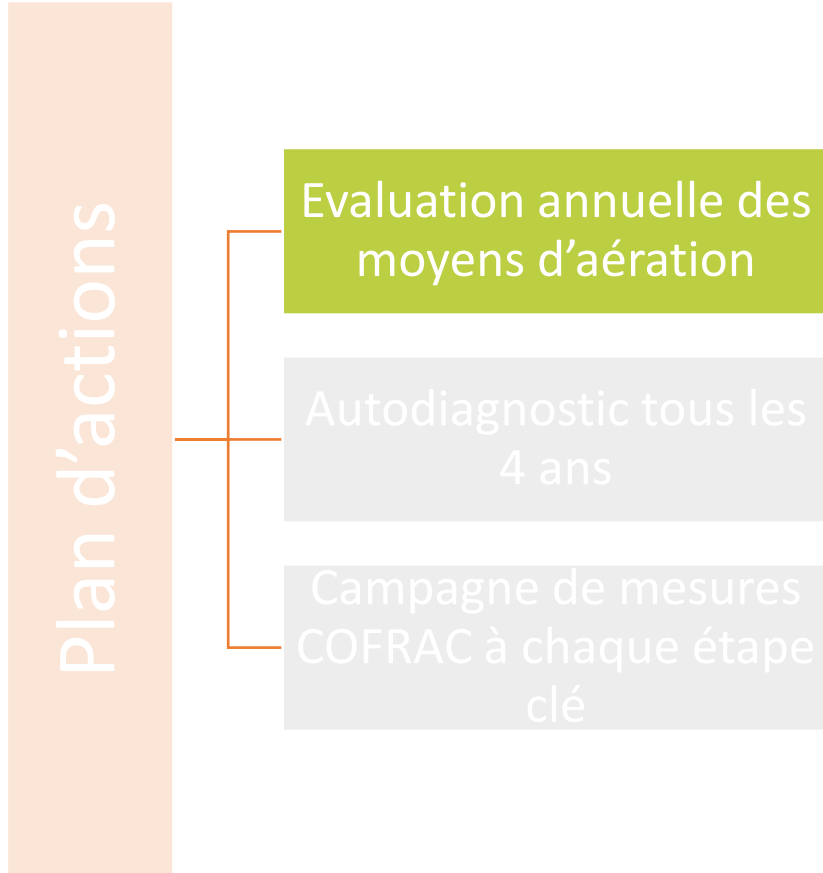 Plan d’actions
Evaluation annuelle des
moyens d’aération
Autodiagnostic tous les
4 ans
Campagne de mesures
COFRAC à chaque étape
clé